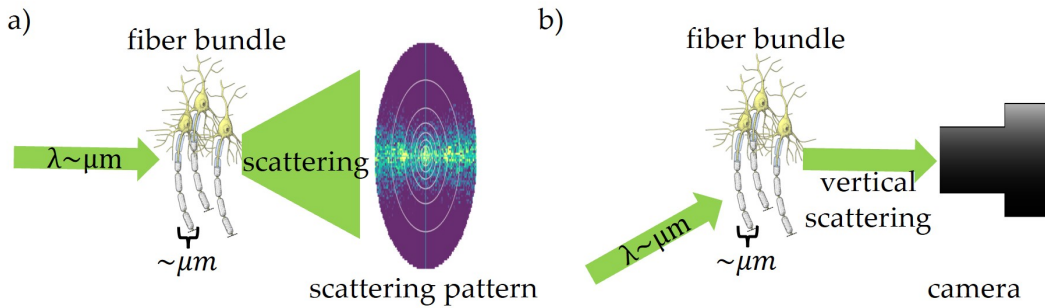 a)
fiber bundle
λ~μm
scattering
~μm
scattering pattern
b)
fiber bundle
λ~μm
vertical
scattering
~μm
camera